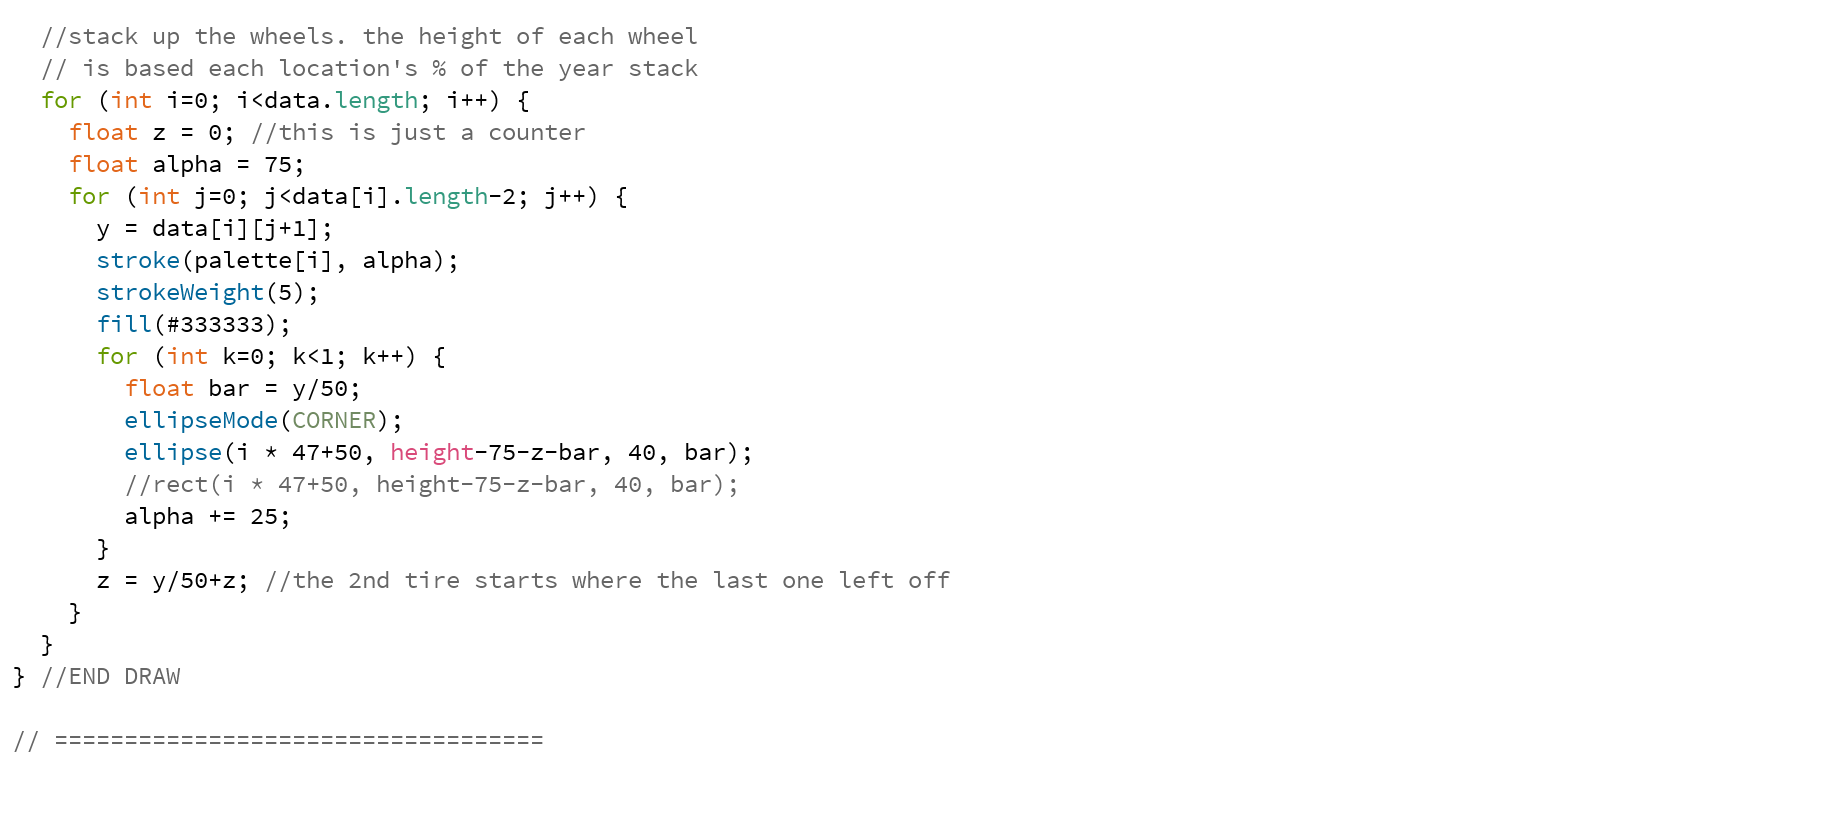 //stack up the wheels. the height of each wheel
// is based each location's % of the year stack
for (int i=0; i<data.length; i++) {
float z = 0; //this is just a counter
float alpha = 75;
for (int j=0; j<data[i].length-2; j++) {
y = data[i][j+1];
stroke(palette[i], alpha);
strokeWeight(5);
fill(#333333);
for (int k=0; k<1; k++) {
float bar = y/50;
ellipseMode(CORNER);
ellipse(i * 47+50, height-75-z-bar, 40, bar);
//rect(i * 47+50, height-75-z-bar, 40, bar);
alpha += 25;
}
z = y/50+z; //the 2nd tire starts where the last one left off
}
}
} //END DRAW
// ===================================